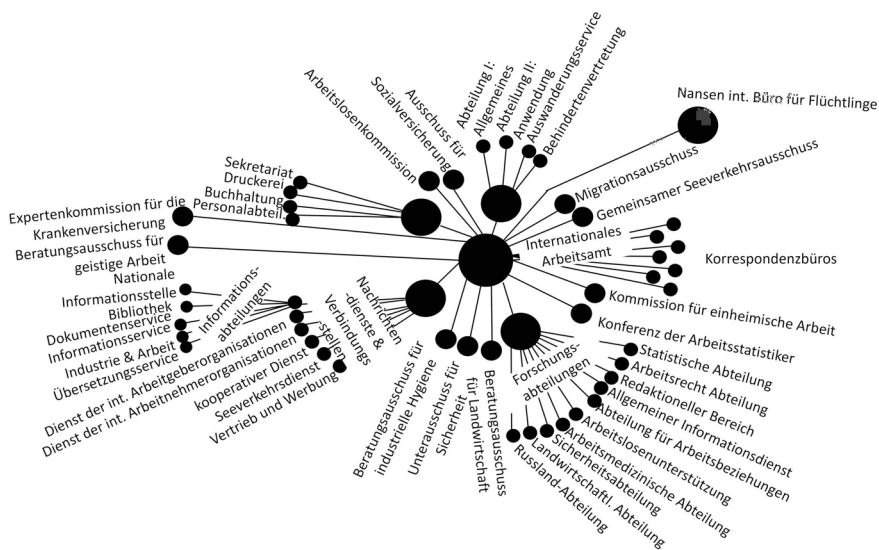 Nansen int. Büro für Flüchtlinge
Migrationsausschuss
Gemeinsamer Seeverkehrsausschuss
Internationales
Arbeitsamt
Korrespondenzbüros
Kommission für einheimische Arbeit
Konferenz der Arbeitsstatistiker
Forschungs-
abteilungen
Statistische Abteilung
Arbeitsrecht Abteilung
Redaktioneller Bereich
Allgemeiner Informationsdienst
Abteilung für Arbeitsbeziehungen
Arbeitslosenunterstützung
Arbeitsmedizinische Abteilung
Sicherheitsabteilung
Landwirtschaftl. Abteilung
Russland-Abteilung
Beratungsausschuss
für Landwirtschaft
Unterausschuss für
Sicherheit
Beratungsausschuss für
industrielle Hygiene
Nachrichten
-dienste &
Verbindungs
-stellen
Informations-
abteilungen
Vertrieb und Werbung
Seeverkehrsdienst
kooperativer Dienst
Dienst der int. Arbeitnehmerorganisationen
Dienst der int. Arbeitgeberorganisationen
Übersetzungsservice
Industrie & Arbeit
Informationsservice
Dokumentenservice
Bibliothek
Nationale
Informationsstelle
Beratungsausschuss für
geistige Arbeit
Expertenkommission für die
Krankenversicherung
Personalabteil.
Buchhaltung
Druckerei
Sekretariat
Arbeitslosenkommission
Ausschuss für
Sozialversicherung
Abteilung I:
Allgemeines
Abteilung II:
Anwendung
Auswanderungsservice
Behindertenvertretung